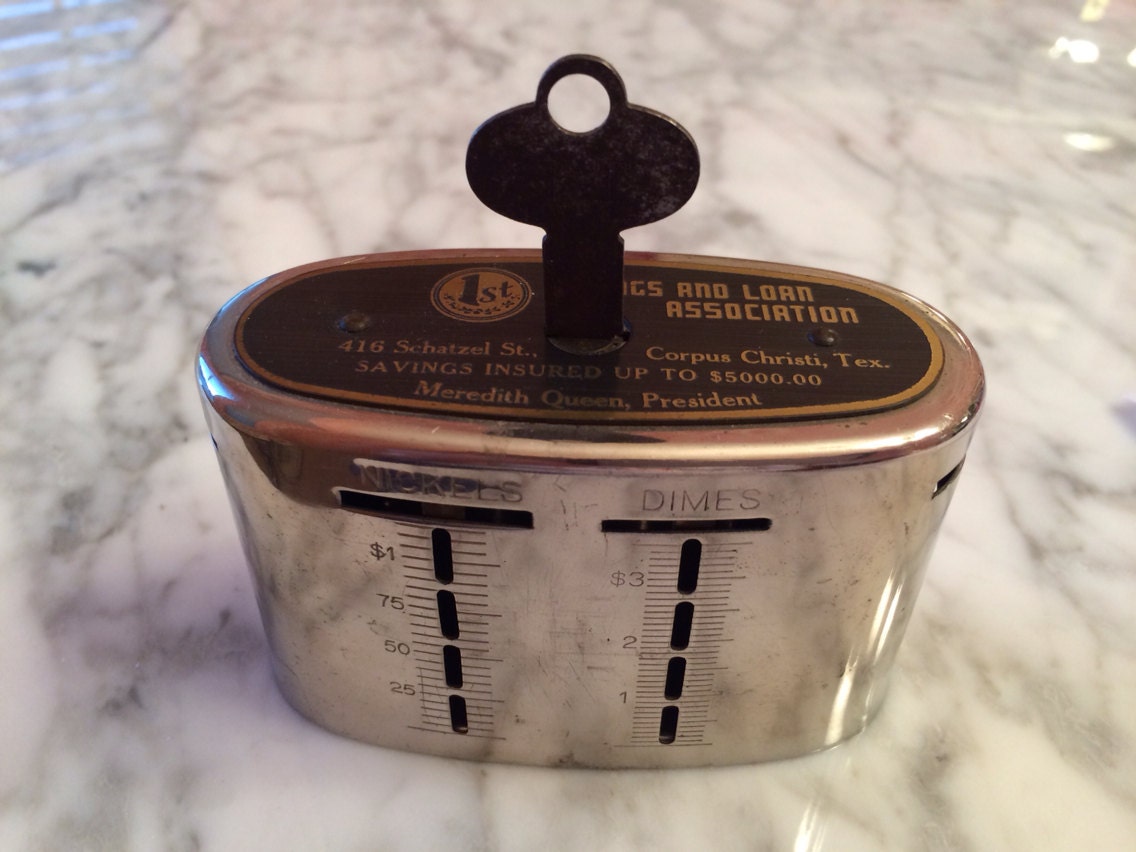 1st
GS AND LOAN
ASSOCIATION
416 Schatzel St., Corpus Christi, Tex.
SAVINGS INSURED UP TO $5000.00
Meredith Queen, President
NICKELS
DIMES
$1
75
50
25
$3
2
1